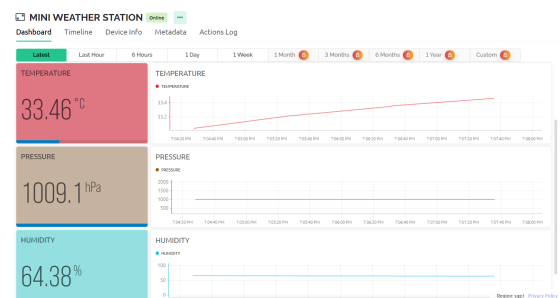 MINI WEATHER STATION Online ...
Dashboard Timeline Device Info Metadata Actions Log
Latest Last Hour 6 Hours 1 Day 1 Week 1 Month 3 Months 6 Months 1 Year Custom
TEMPERATURE
33.46 °C
TEMPERATURE
TEMPERATURE
33.4
33.2
7:04:20 PM 7:04:40 PM 7:05:00 PM 7:05:20 PM 7:05:40 PM 7:06:00 PM 7:06:20 PM 7:06:40 PM 7:07:00 PM 7:07:20 PM 7:07:40 PM 7:08:00 PM
PRESSURE
1009.1 hPa
PRESSURE
PRESSURE
2000
1500
1000
500
7:04:20 PM 7:04:40 PM 7:05:00 PM 7:05:20 PM 7:05:40 PM 7:06:00 PM 7:06:20 PM 7:06:40 PM 7:07:00 PM 7:07:20 PM 7:07:40 PM 7:08:00 PM
HUMIDITY
64.38 %
HUMIDITY
HUMIDITY
100
50
0
Region: sgp1 Privacy Policy